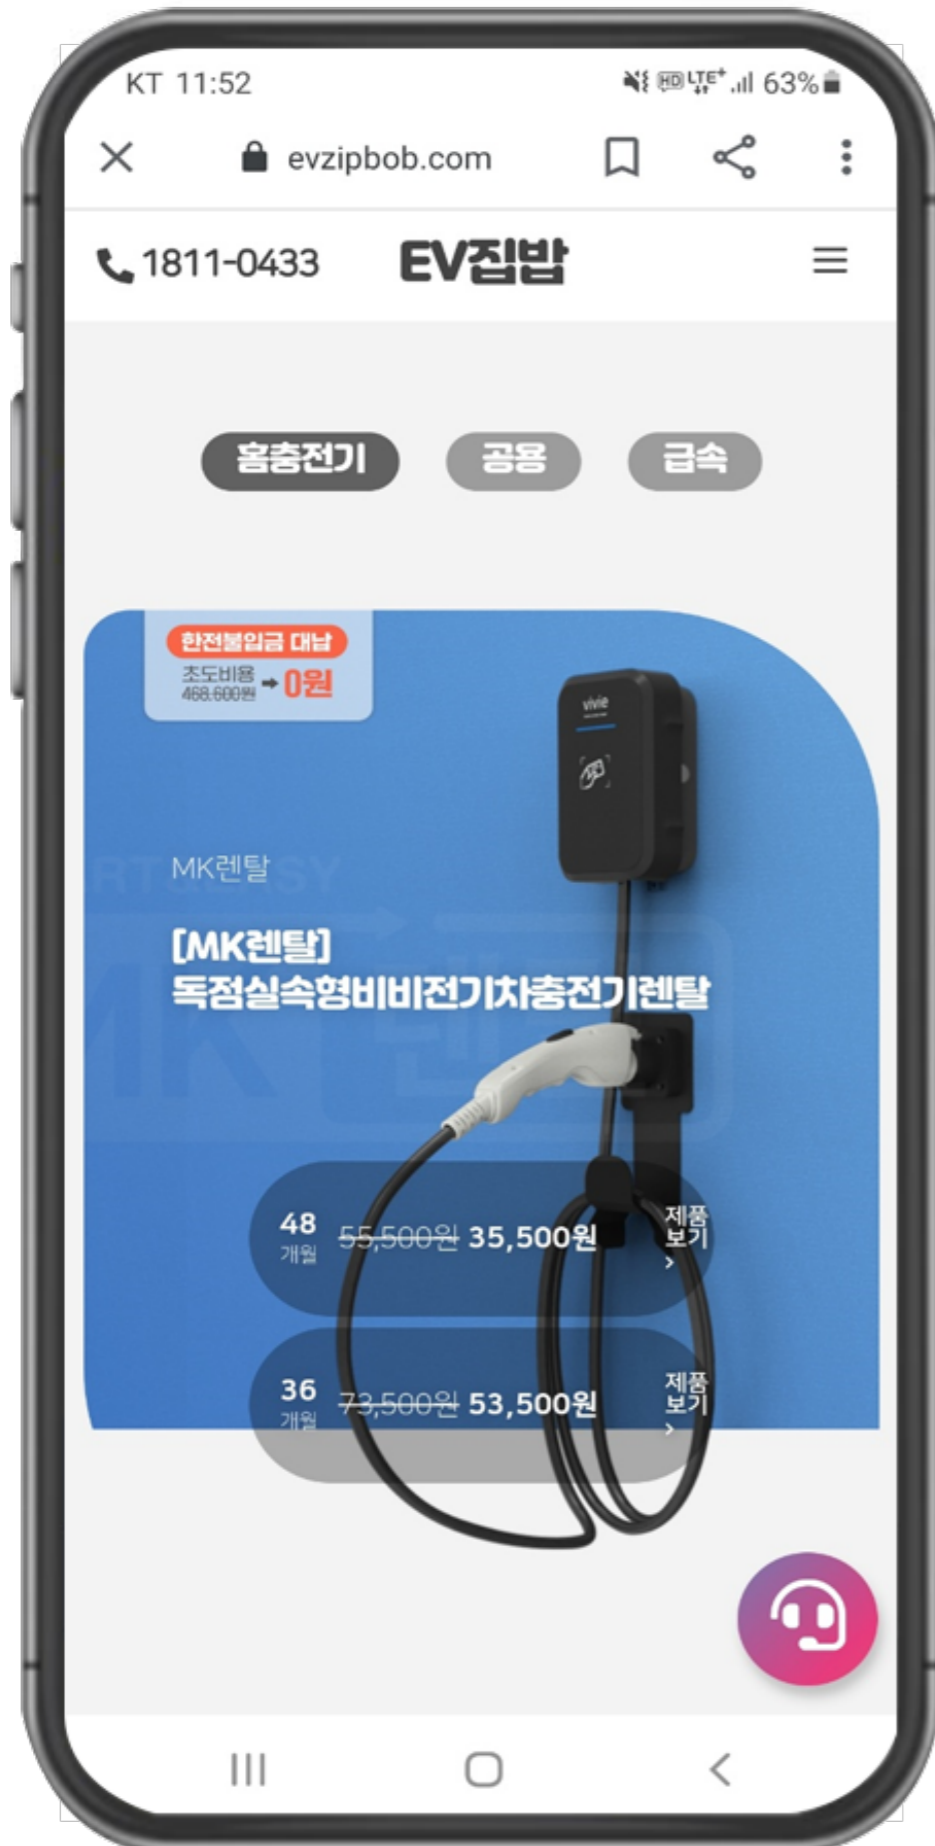 KT 11:52
HD LTE+ 63%
evzipbob.com
1811-0433 EV집밥
홈충전기 공용 급속
한전불입금 대납
초도비용
468.600원 → 0원
vivie
MK렌탈
[MK렌탈]
독점실속형비비전기차충전기렌탈
48
개월
55,500원 35,500원
제품
보기
›
36
개월
73,500원 53,500원
제품
보기
›